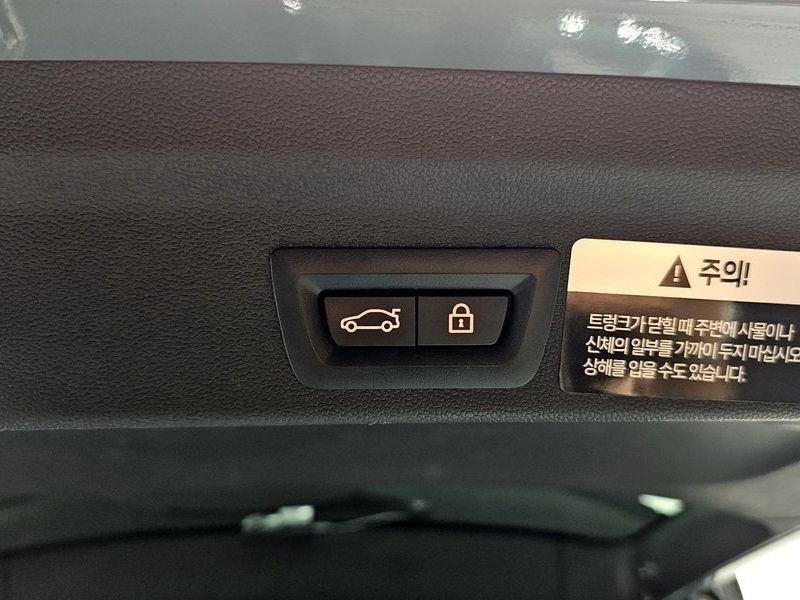 주의!
트렁크가 닫힐 때 주변에 사물이나
신체의 일부를 가까이 두지 마십시오
상해를 입을 수도 있습니다.